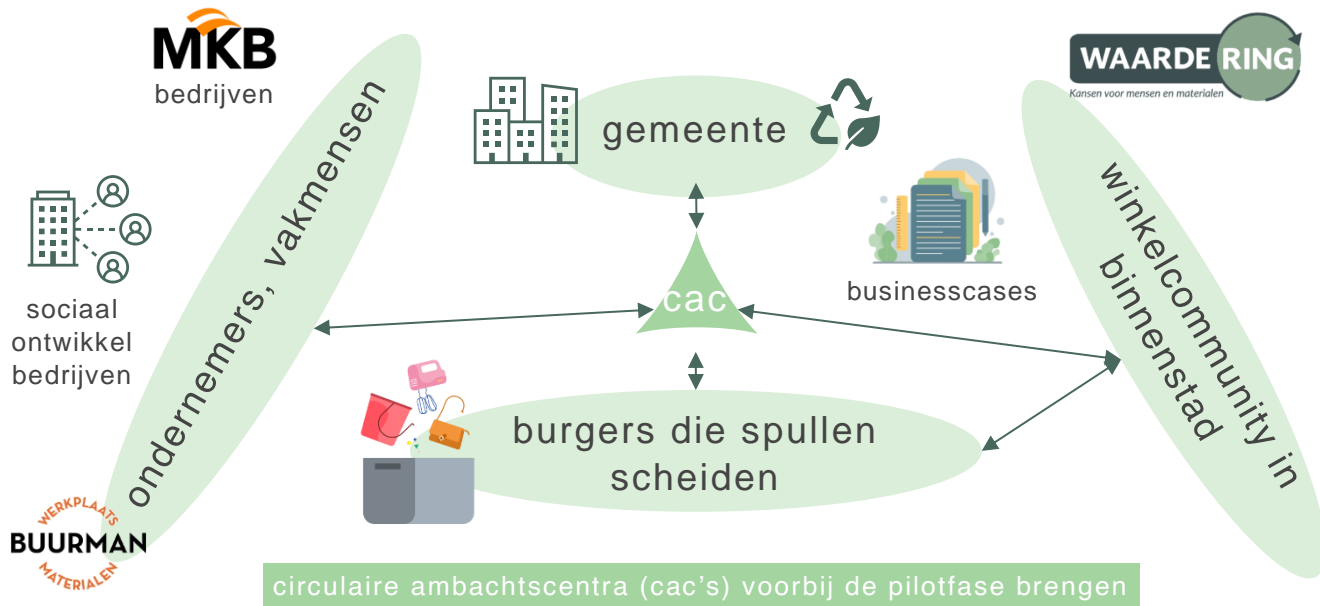 MKB
bedrijven
WAARDE RING
Kansen voor mensen en materialen
gemeente
ondernemers, vakmensen
winkelcommunity in
binnenstad
sociaal
ontwikkel
bedrijven
cac
businesscases
burgers die spullen
scheiden
WERKPLAATS
BUURMAN
MATERIALEN
circulaire ambachtscentra (cac's) voorbij de pilotfase brengen